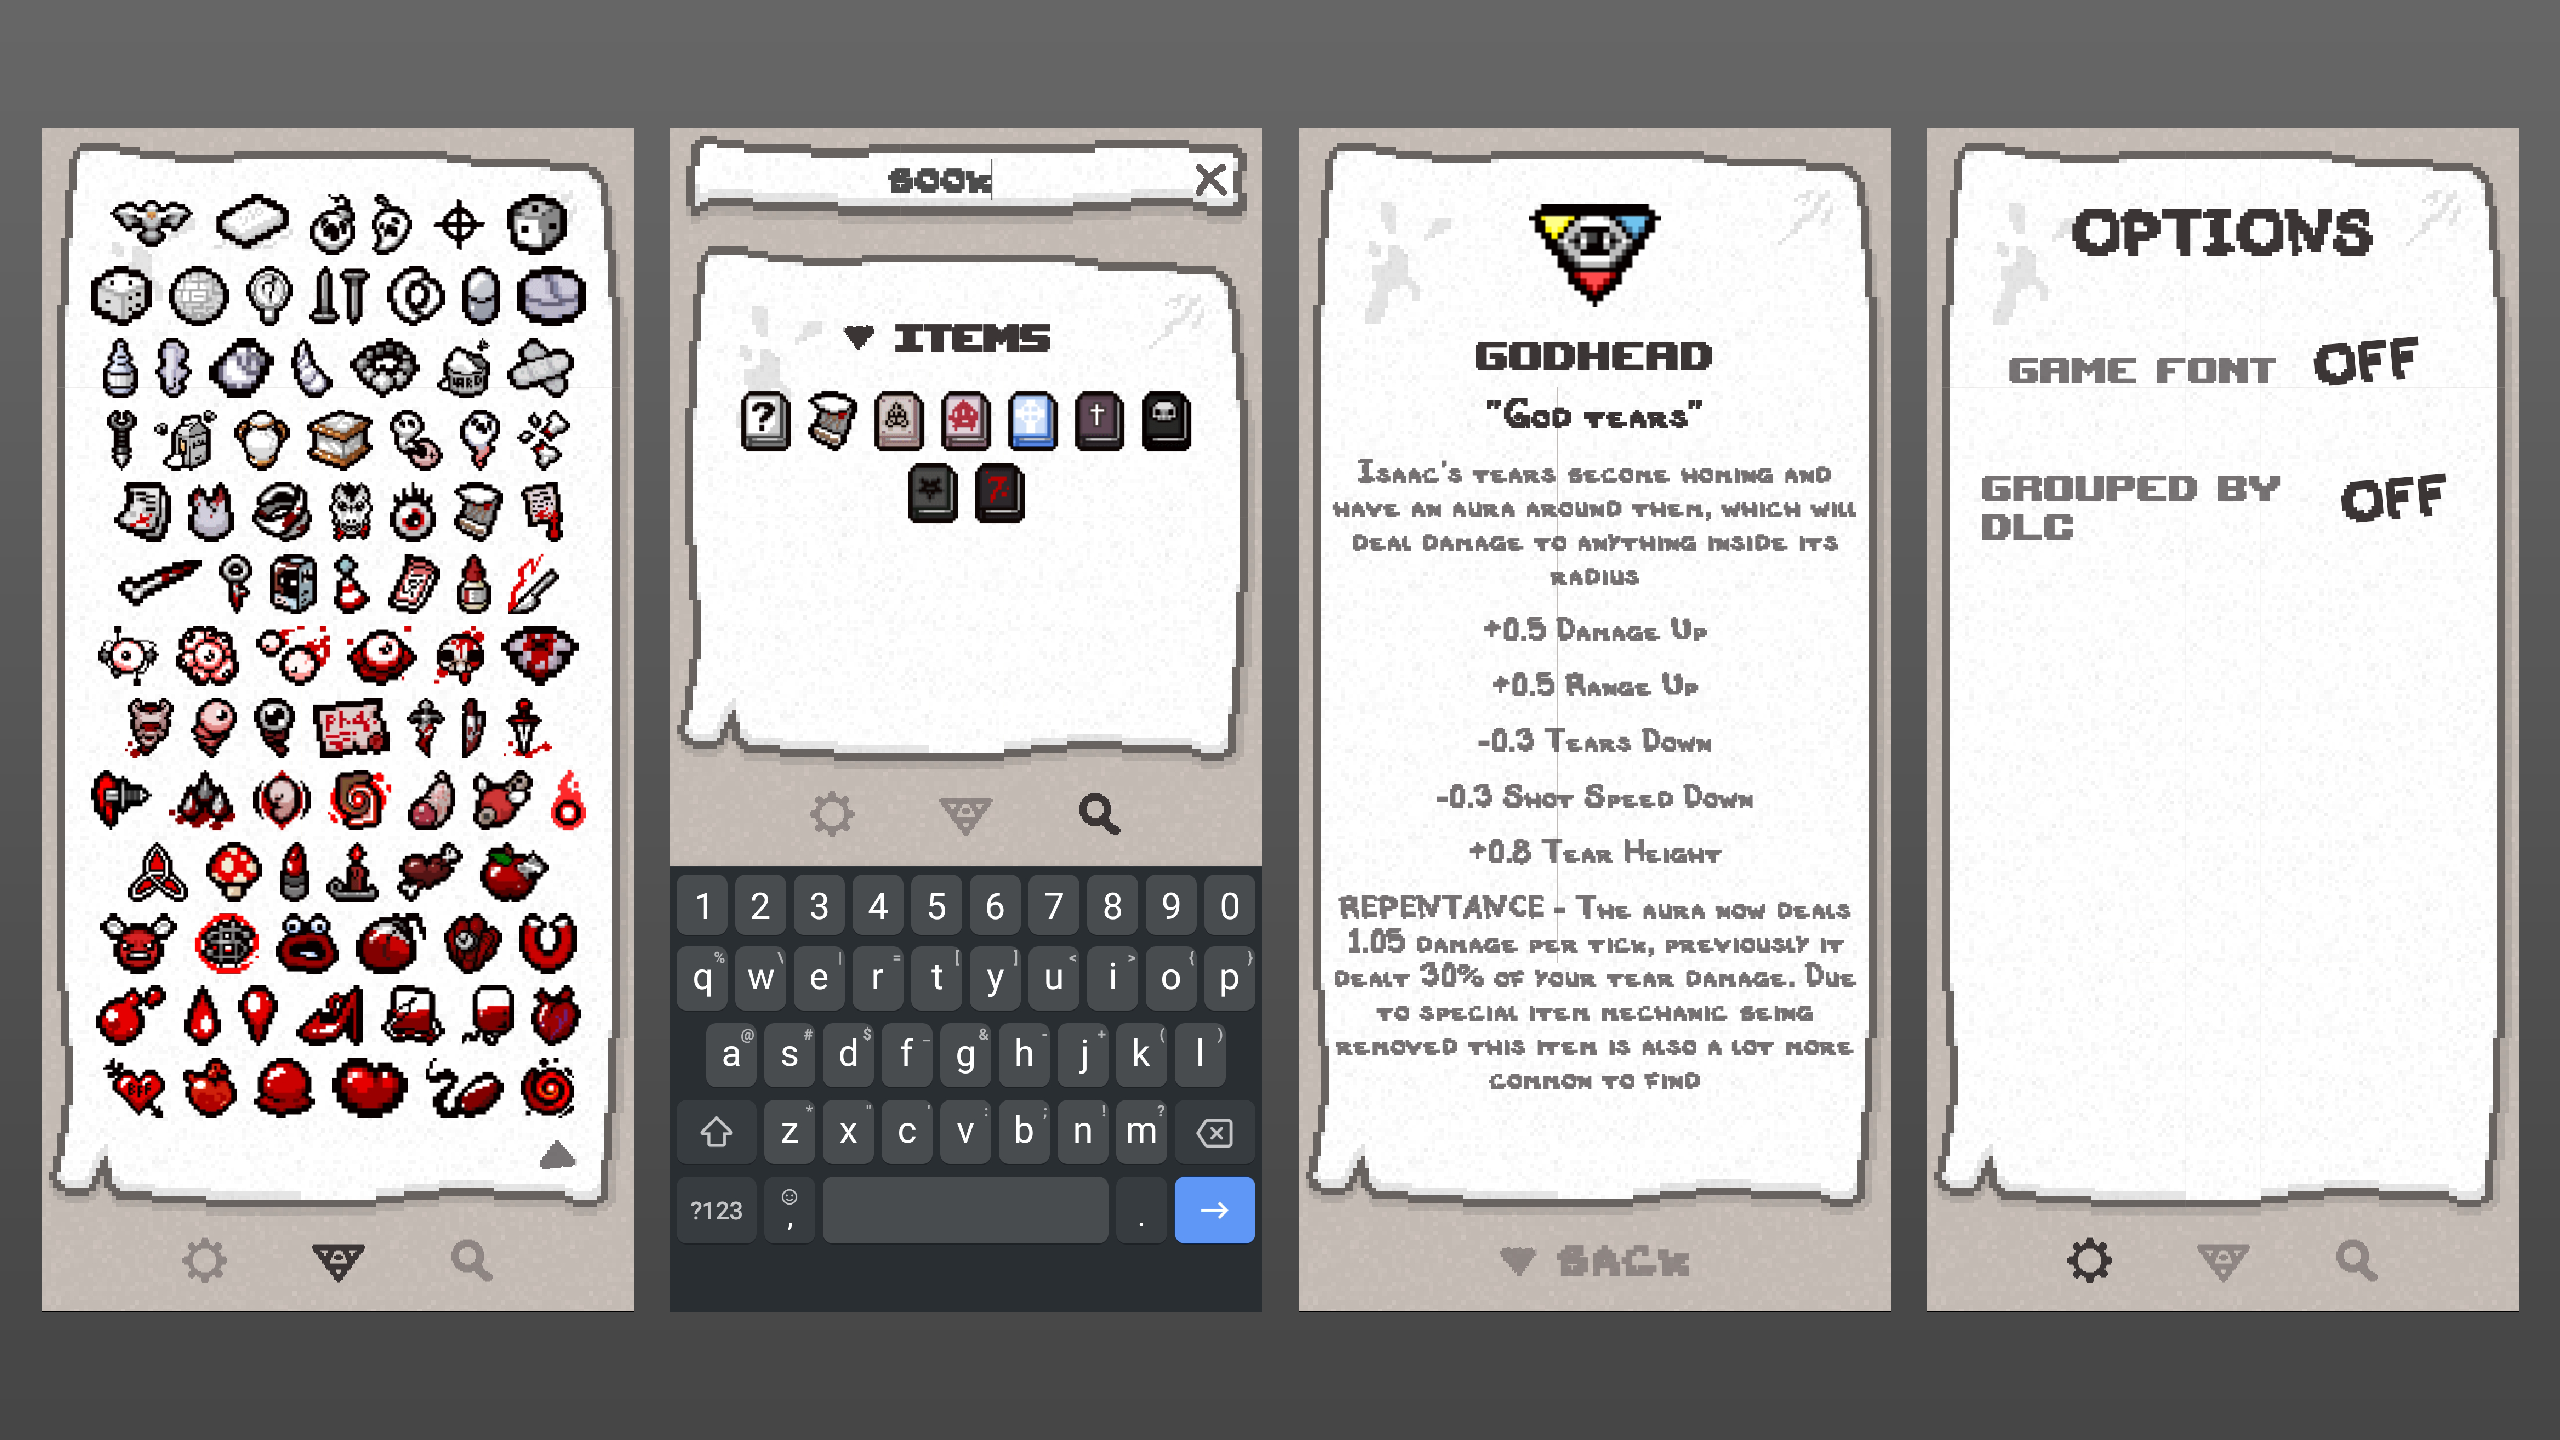 BOOK
ITEMS
1 2 3 4 5 6 7 8 9 0
q w e r t y u i o p
% \ | = [ ] < > { }
a s d f g h j k l
@ # $ _ & - + ( )
z x c v b n m
* " ' : ; ! ?
?123 , .
GODHEAD
"God tears"
Isaac's tears become homing and
have an aura around them, which will
deal damage to anything inside its
radius
+0.5 Damage Up
+0.5 Range Up
-0.3 Tears Down
-0.3 Shot Speed Down
+0.8 Tear Height
REPENTANCE - The aura now deals
1.05 damage per tick, previously it
dealt 30% of your tear damage. Due
to special item mechanic being
removed this item is also a lot more
common to find
BACK
OPTIONS
GAME FONT OFF
GROUPED BY
DLC
OFF